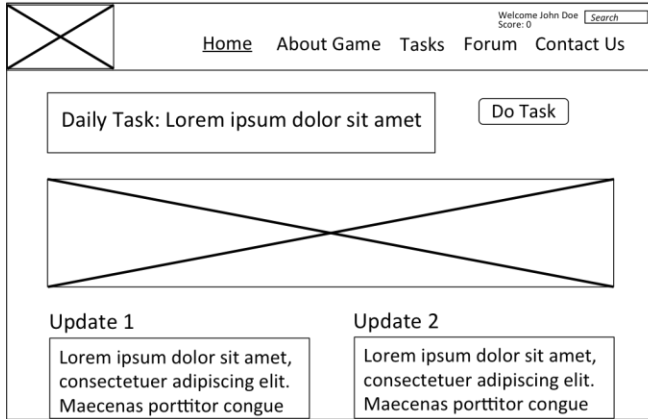 Welcome John Doe
Search
Score: 0
Home About Game Tasks Forum Contact Us
Daily Task: Lorem ipsum dolor sit amet
Do Task
Update 1
Lorem ipsum dolor sit amet,
consectetuer adipiscing elit.
Maecenas porttitor congue
Update 2
Lorem ipsum dolor sit amet,
consectetuer adipiscing elit.
Maecenas porttitor congue